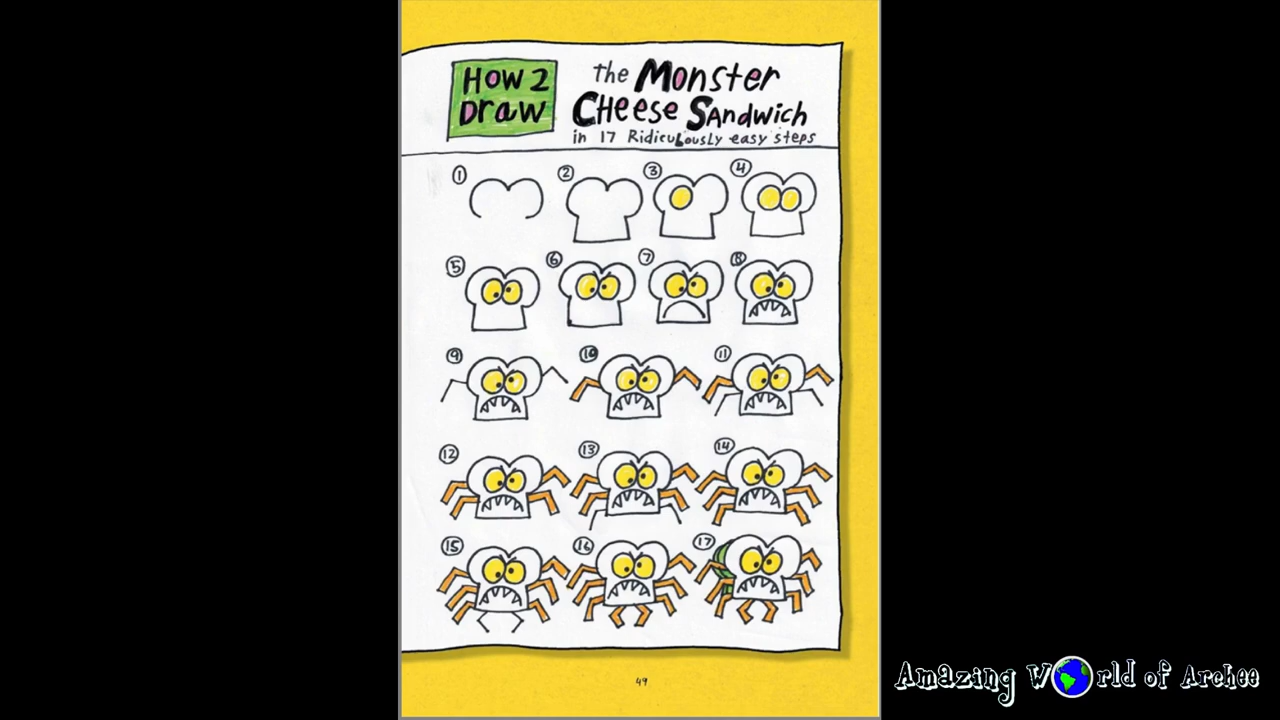 How 2
Draw
the Monster
Cheese Sandwich
in 17 Ridiculously easy steps
1 2 3 4
5 6 7 8
9 10 11
12 13 14
15 16 17
49
Amazing World of Archee